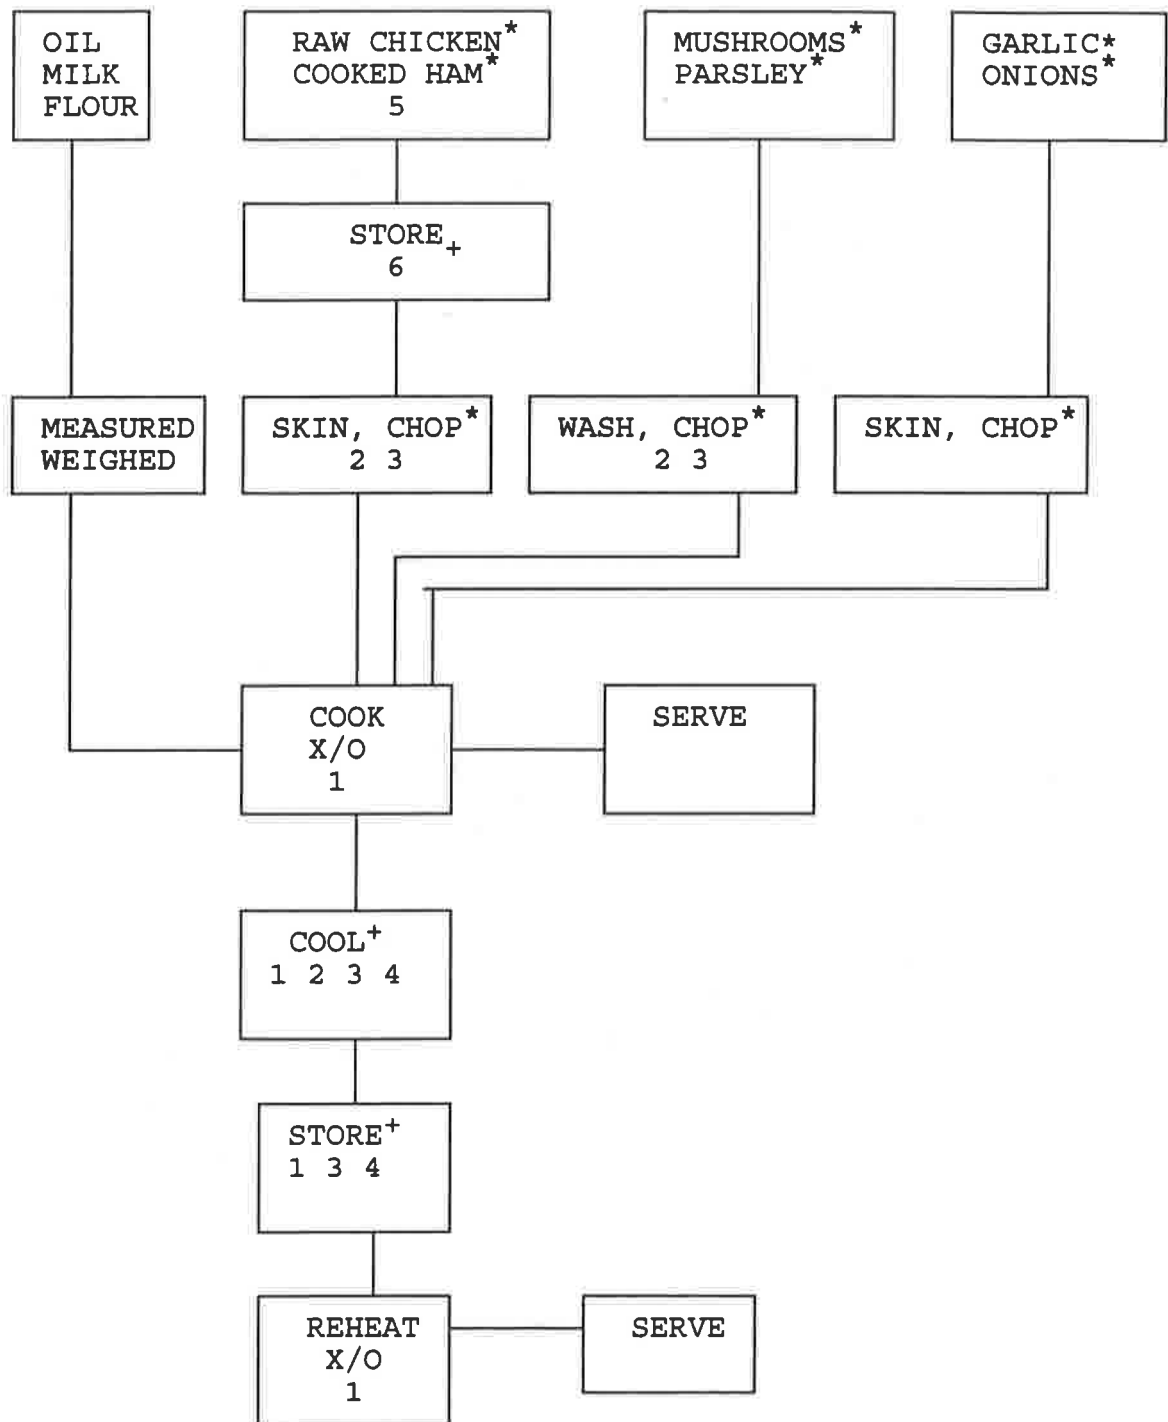 OIL
MILK
FLOUR
RAW CHICKEN*
COOKED HAM*
5
MUSHROOMS*
PARSLEY*
GARLIC*
ONIONS*
STORE+
6
MEASURED
WEIGHED
SKIN, CHOP*
2 3
WASH, CHOP*
2 3
SKIN, CHOP*
COOK
X/O
1
SERVE
COOL+
1 2 3 4
STORE+
1 3 4
REHEAT
X/O
1
SERVE